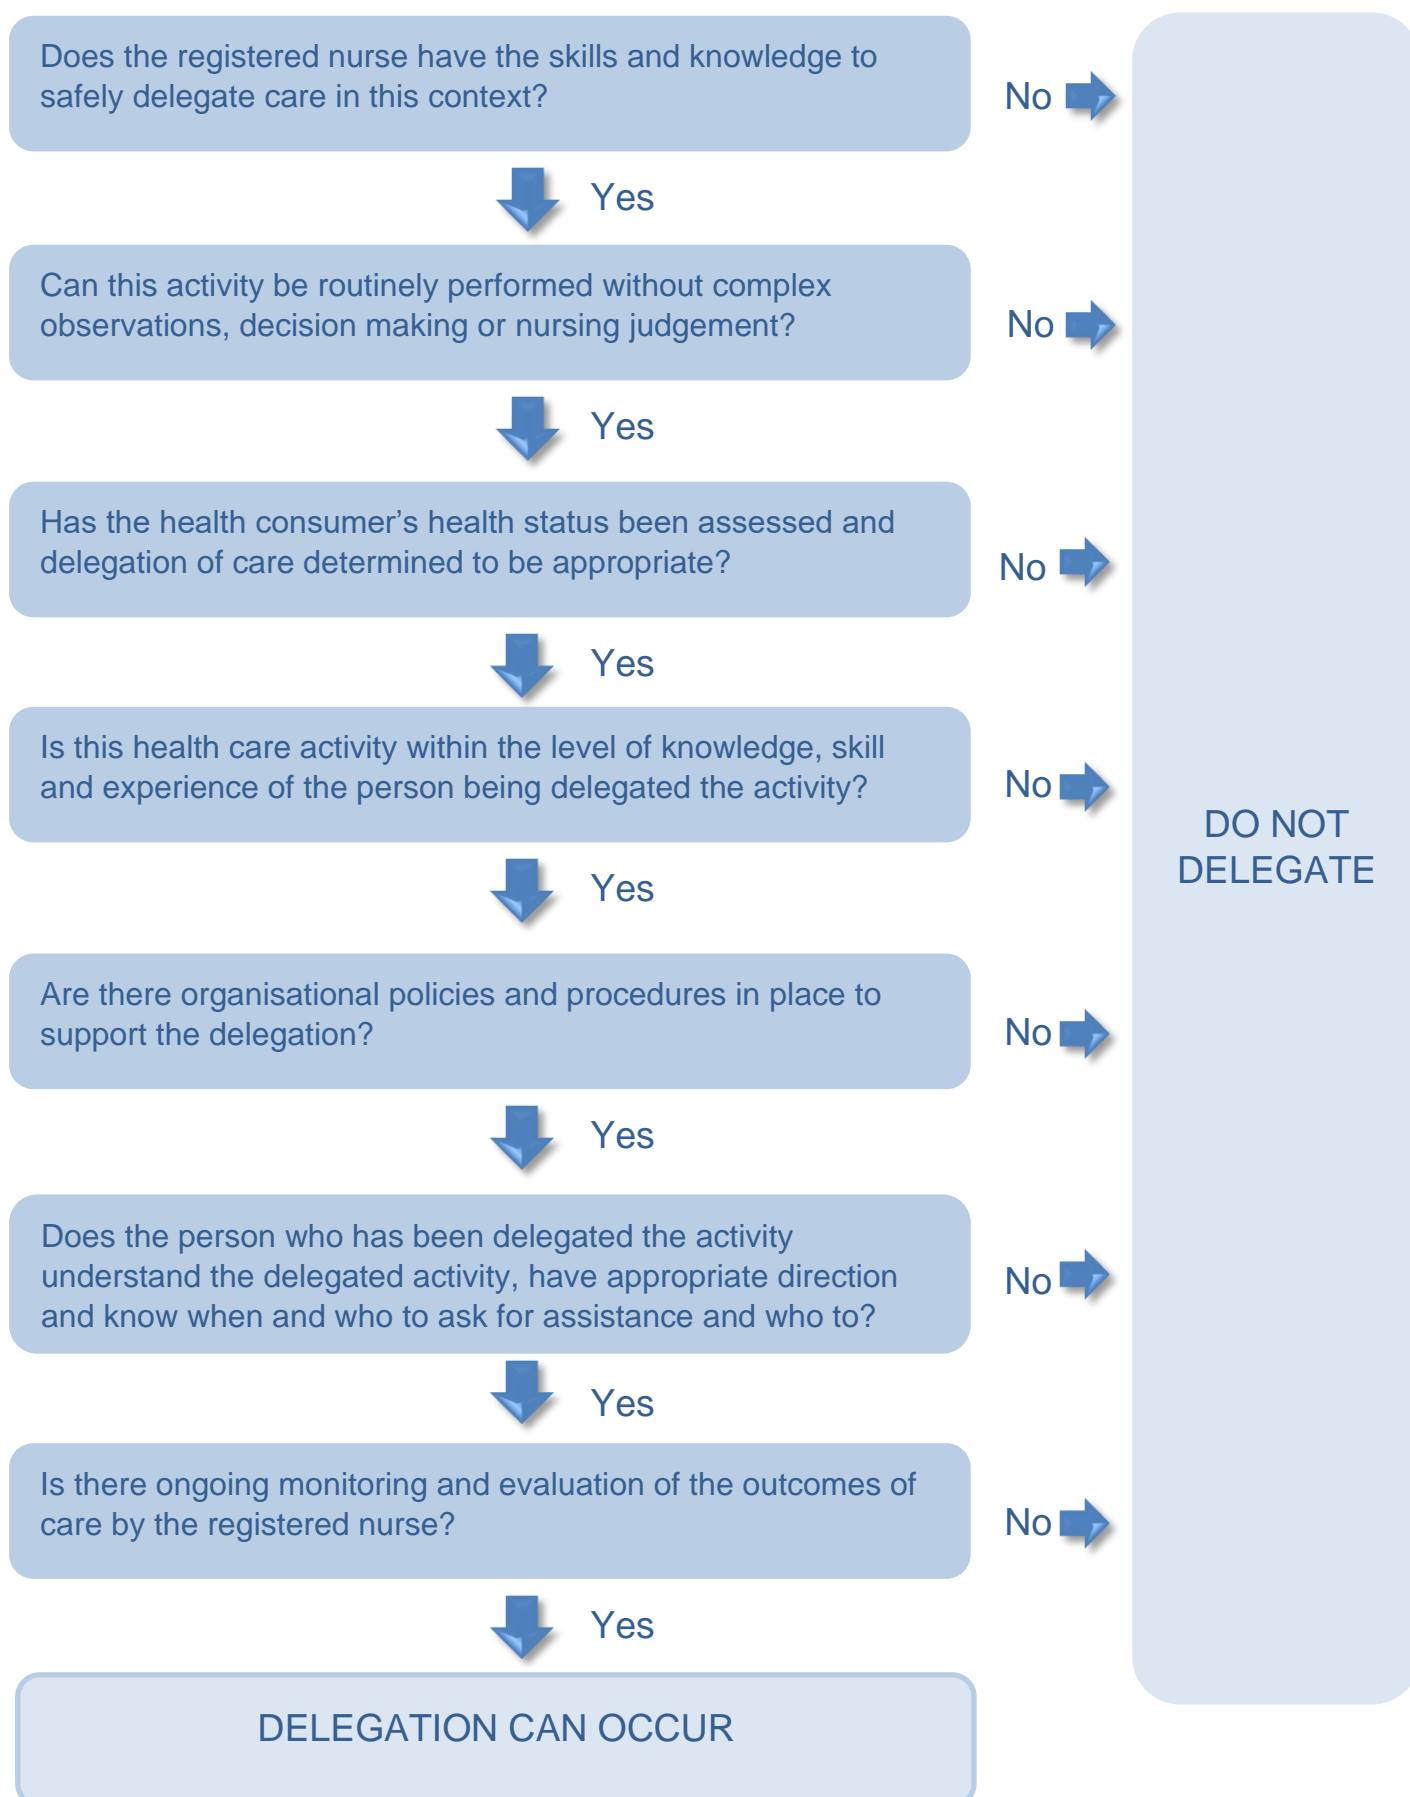 Does the registered nurse have the skills and knowledge to
safely delegate care in this context?
No
Yes
Can this activity be routinely performed without complex
observations, decision making or nursing judgement?
No
Yes
Has the health consumer’s health status been assessed and
delegation of care determined to be appropriate?
No
Yes
Is this health care activity within the level of knowledge, skill
and experience of the person being delegated the activity?
No
Yes
DO NOT
DELEGATE
Are there organisational policies and procedures in place to
support the delegation?
No
Yes
Does the person who has been delegated the activity
understand the delegated activity, have appropriate direction
and know when and who to ask for assistance and who to?
No
Yes
Is there ongoing monitoring and evaluation of the outcomes of
care by the registered nurse?
No
Yes
DELEGATION CAN OCCUR